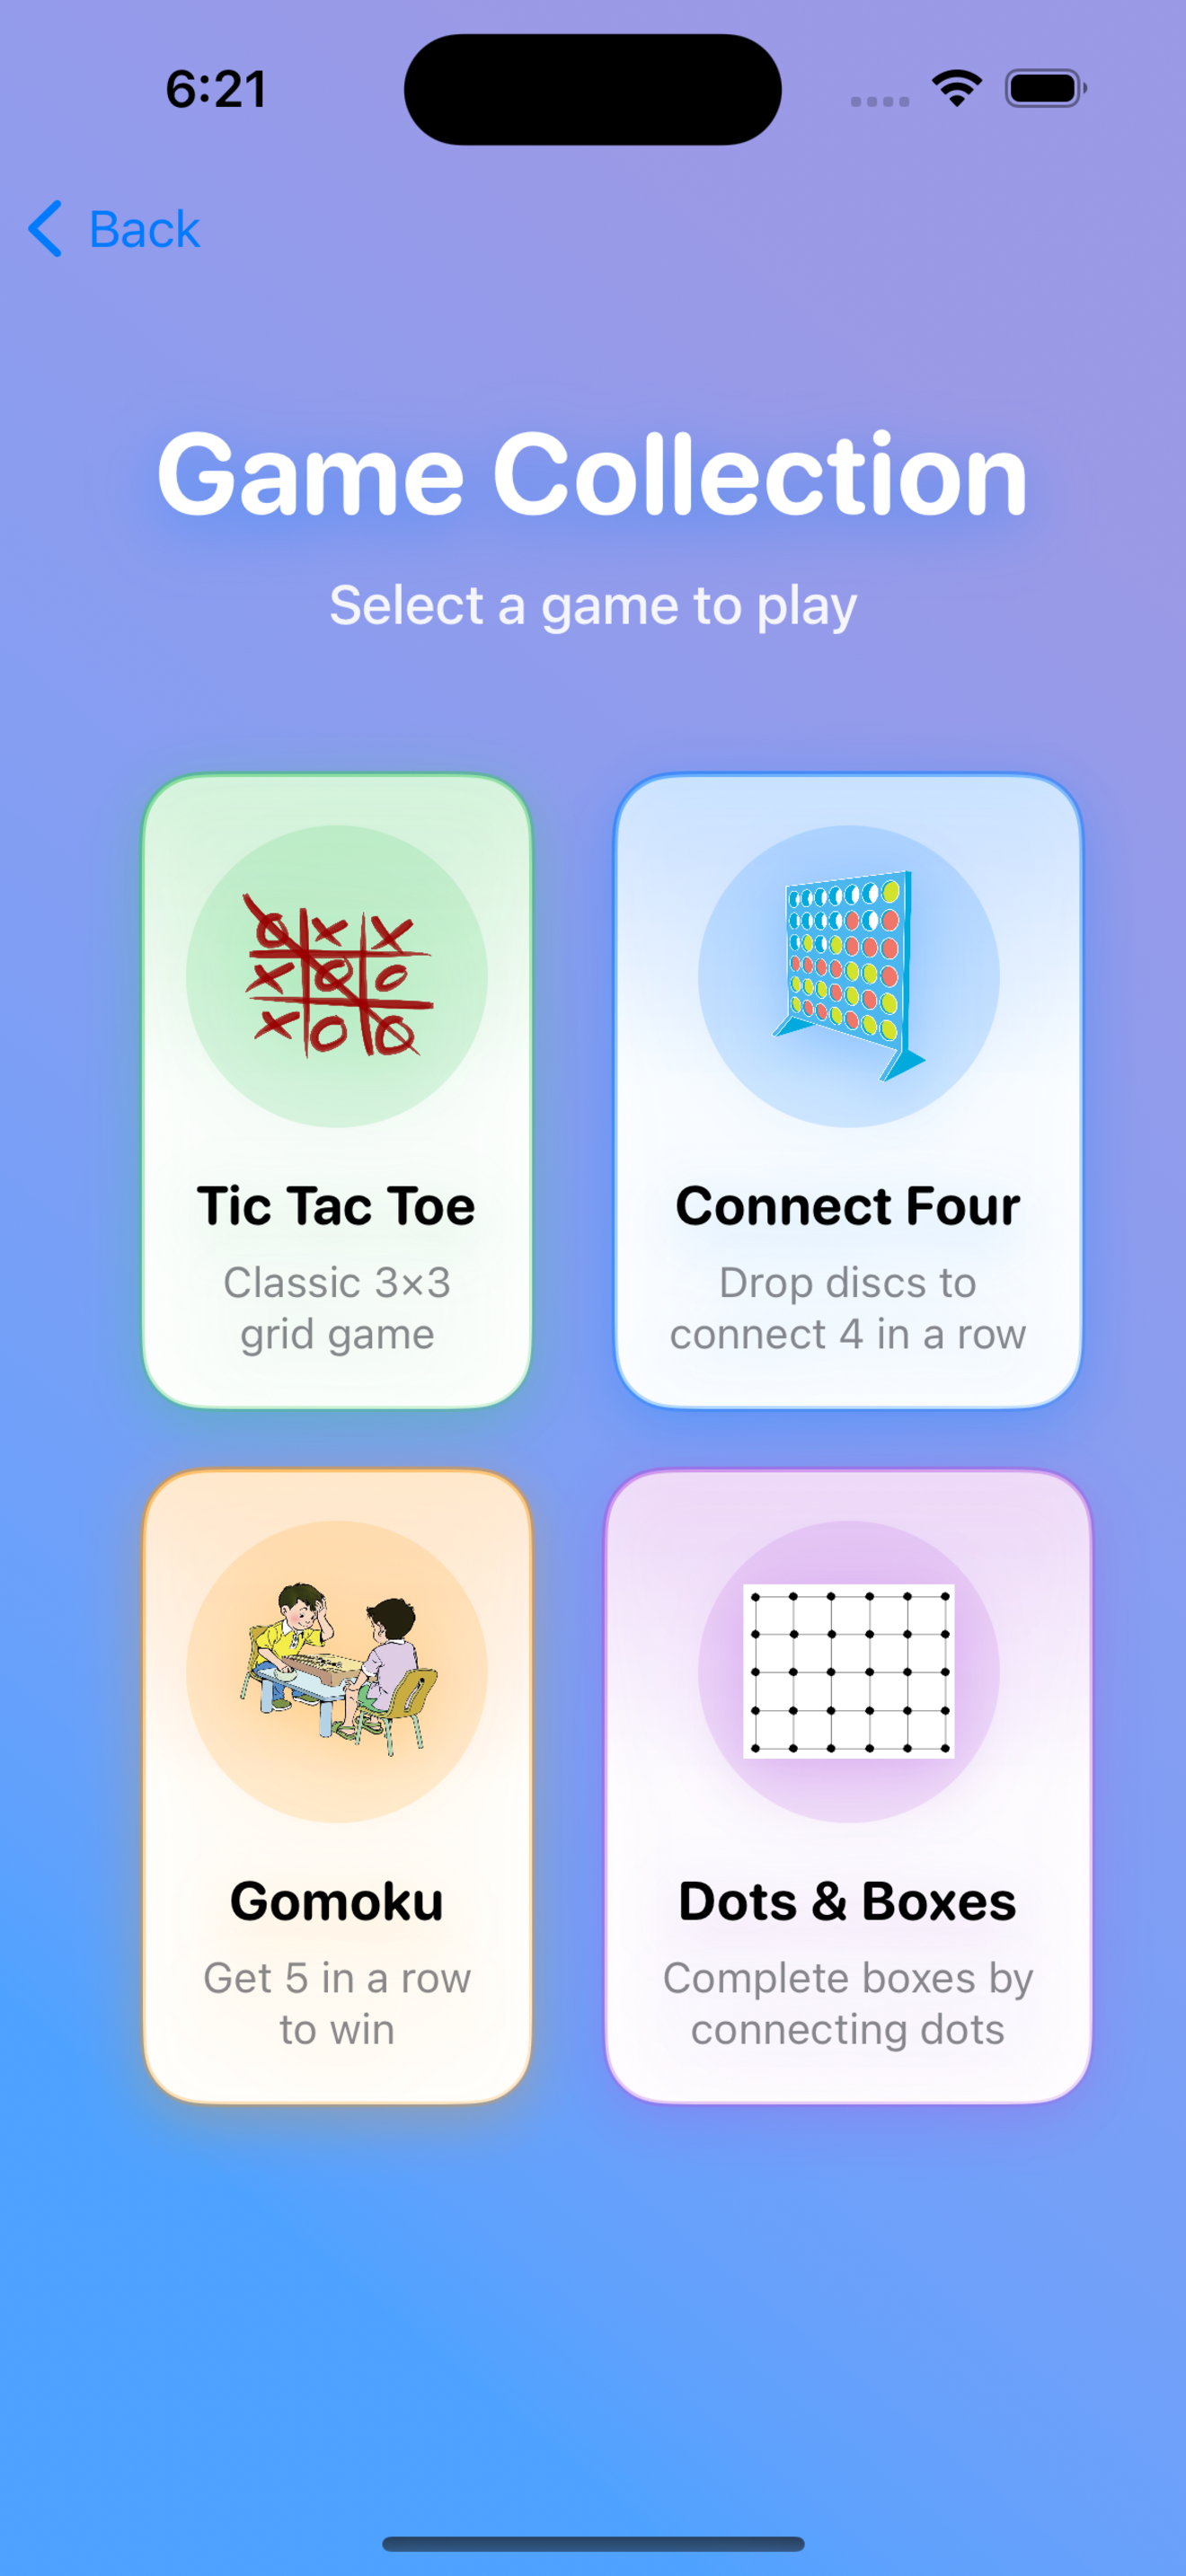 6:21
Back
Game Collection
Select a game to play
Tic Tac Toe
Classic 3×3
grid game
Connect Four
Drop discs to
connect 4 in a row
Gomoku
Get 5 in a row
to win
Dots & Boxes
Complete boxes by
connecting dots